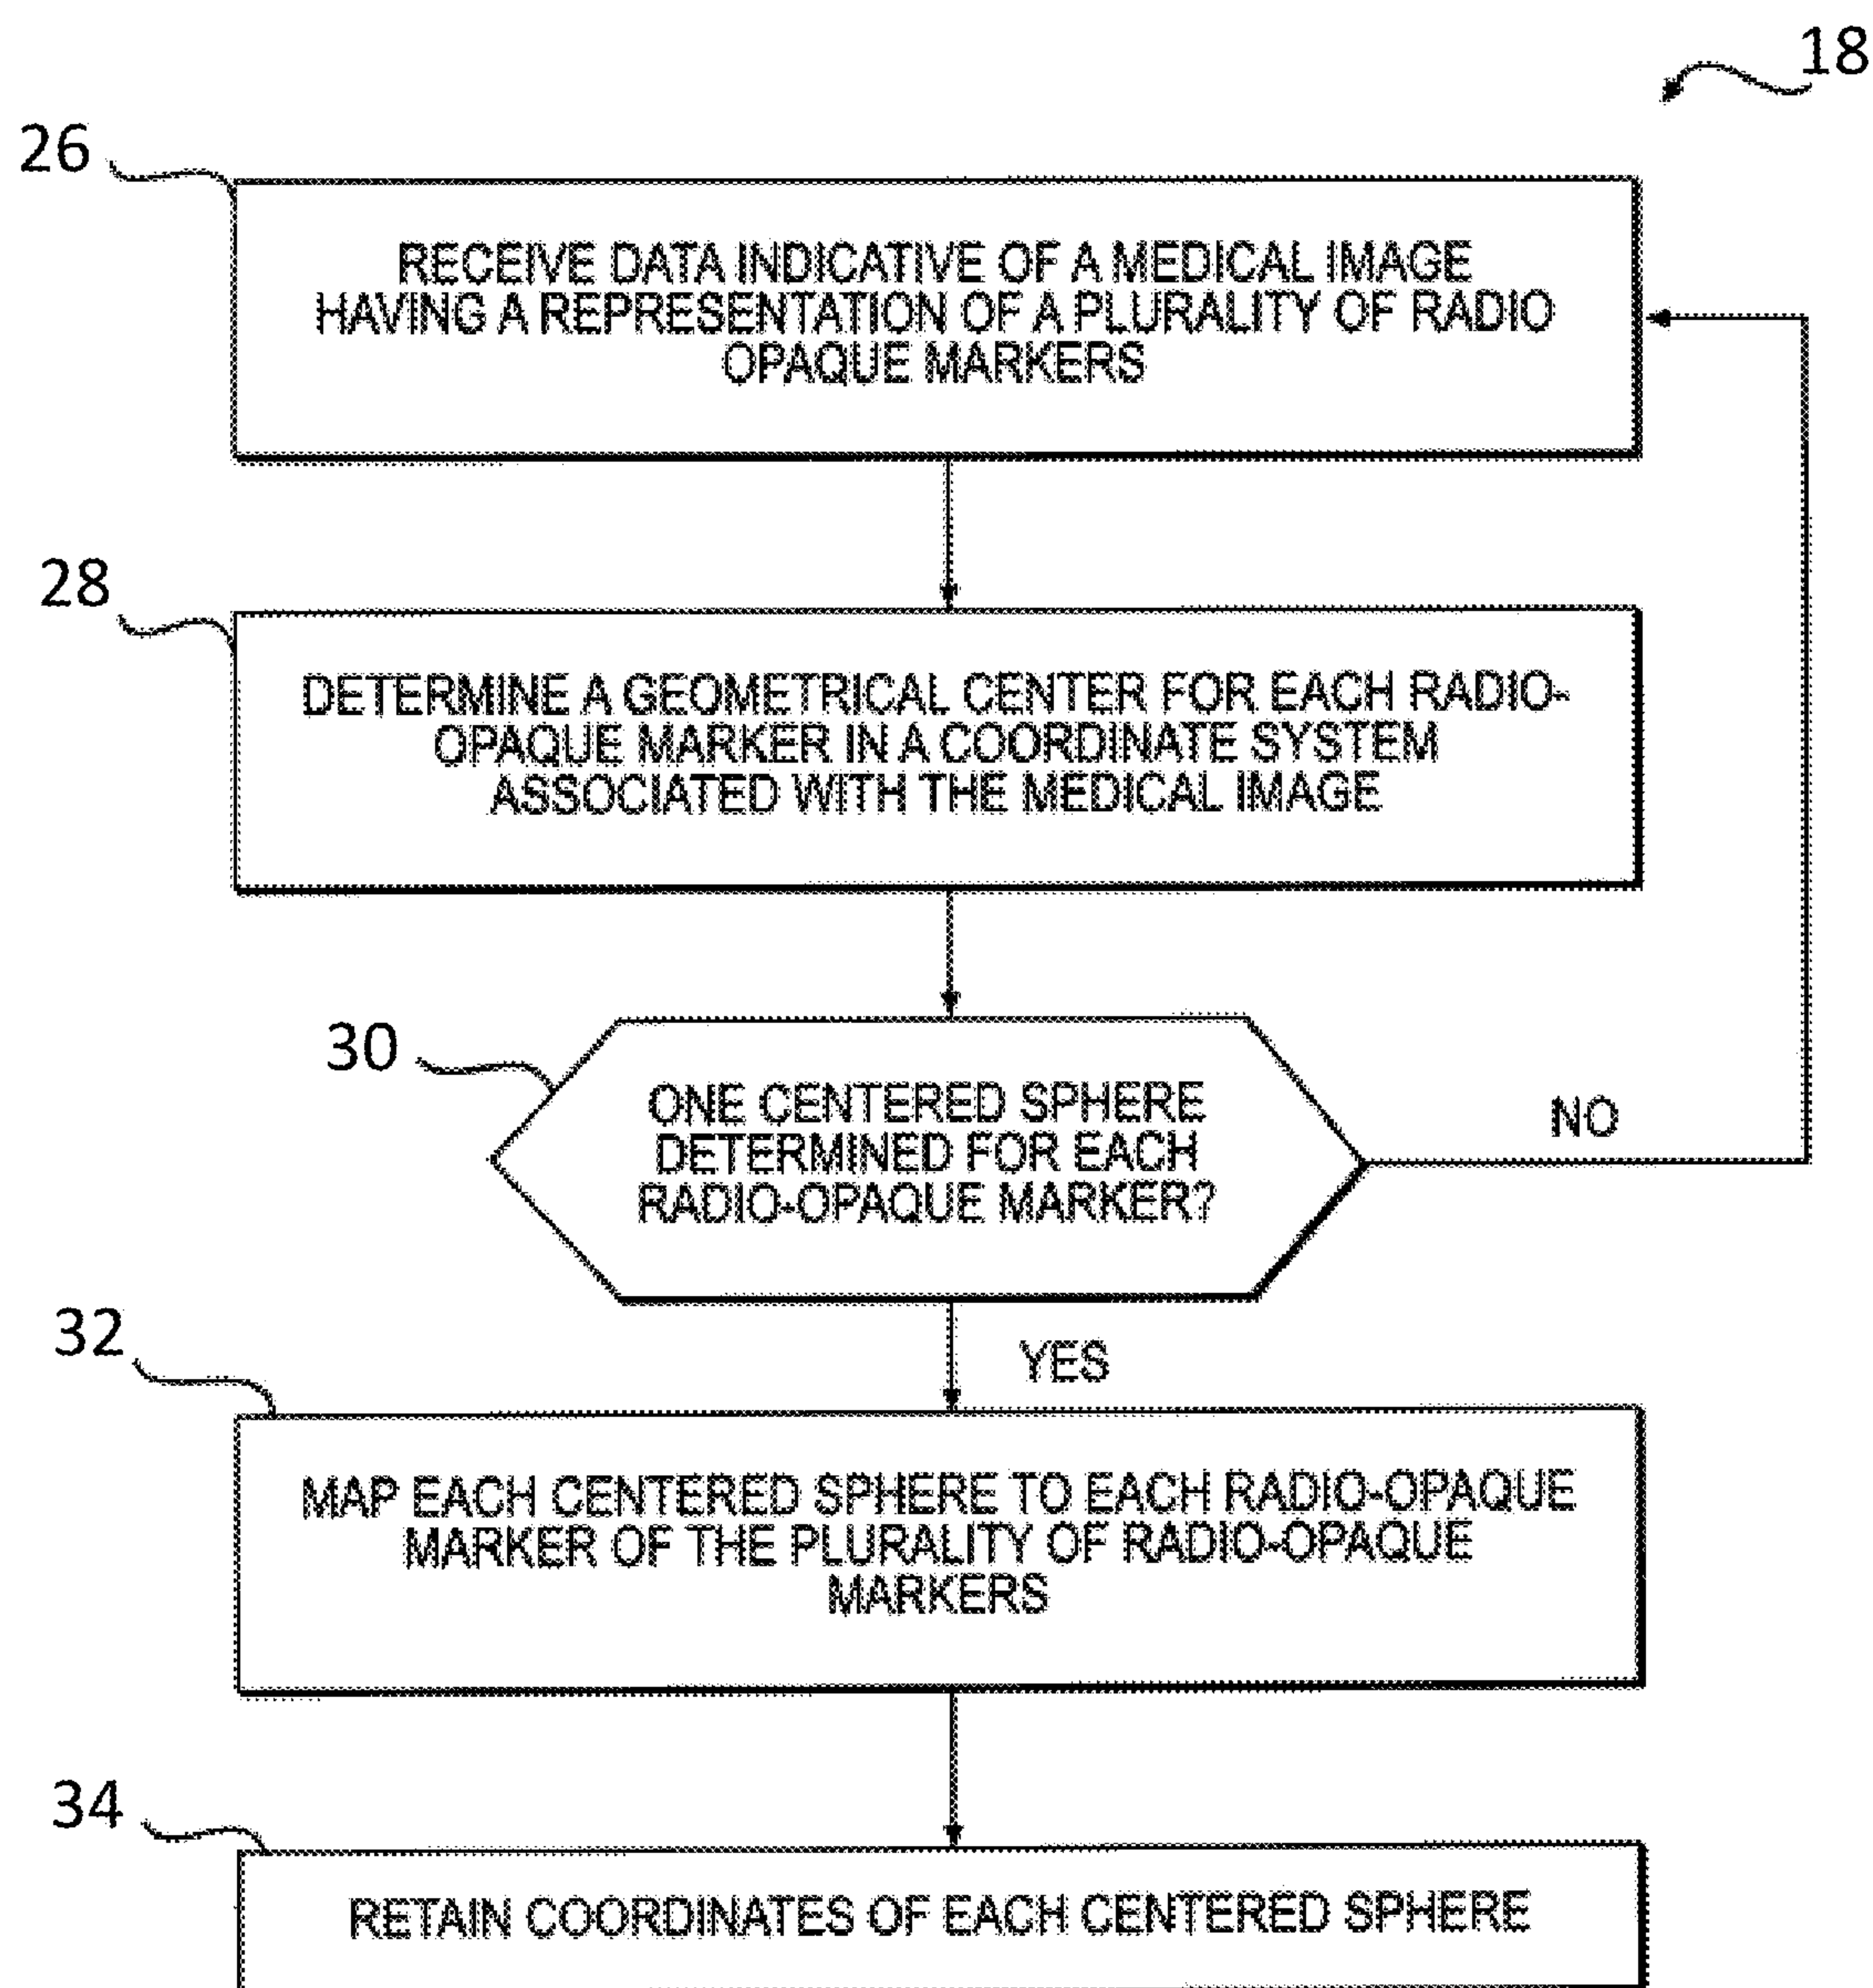 18
26
RECEIVE DATA INDICATIVE OF A MEDICAL IMAGE
HAVING A REPRESENTATION OF A PLURALITY OF RADIO
OPAQUE MARKERS
28
DETERMINE A GEOMETRICAL CENTER FOR EACH RADIO-
OPAQUE MARKER IN A COORDINATE SYSTEM
ASSOCIATED WITH THE MEDICAL IMAGE
30
ONE CENTERED SPHERE
DETERMINED FOR EACH
RADIO-OPAQUE MARKER?
NO
YES
32
MAP EACH CENTERED SPHERE TO EACH RADIO-OPAQUE
MARKER OF THE PLURALITY OF RADIO-OPAQUE
MARKERS
34
RETAIN COORDINATES OF EACH CENTERED SPHERE